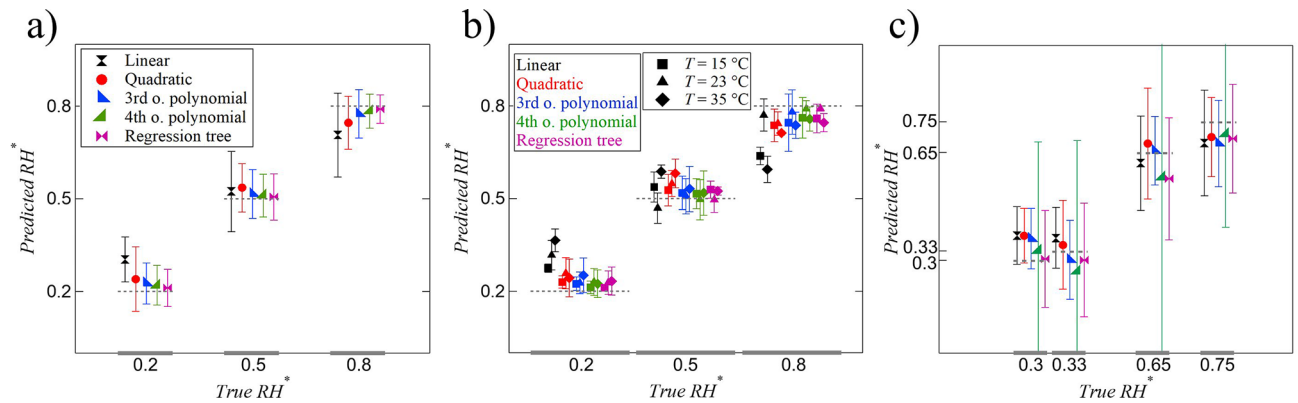 a)
Linear
Quadratic
3rd o. polynomial
4th o. polynomial
Regression tree
0.8
0.5
0.2
Predicted RH*
0.2 0.5 0.8
True RH*
b)
Linear
Quadratic
3rd o. polynomial
4th o. polynomial
Regression tree
T = 15 °C
T = 23 °C
T = 35 °C
0.8
0.5
0.2
Predicted RH*
0.2 0.5 0.8
True RH*
c)
0.75
0.65
0.33
0.3
Predicted RH*
0.3 0.33 0.65 0.75
True RH*